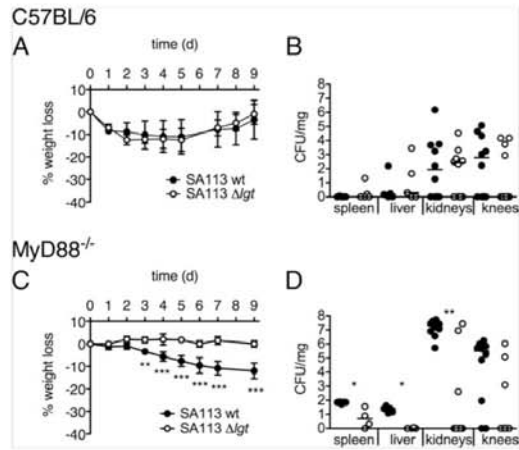 C57BL/6
A
time (d)
0 1 2 3 4 5 6 7 8 9
% weight loss
10
0
-10
-20
-30
-40
SA113 wt
SA113 Δlgt
B
CFU/mg
8
7
6
5
4
3
2
1
0
spleen liver kidneys knees
MyD88-/-
C
time (d)
0 1 2 3 4 5 6 7 8 9
% weight loss
10
0
-10
-20
-30
-40
** *** *** *** *** ***
SA113 wt
SA113 Δlgt
D
CFU/mg
8
7
6
5
4
3
2
1
0
* * **
spleen liver kidneys knees